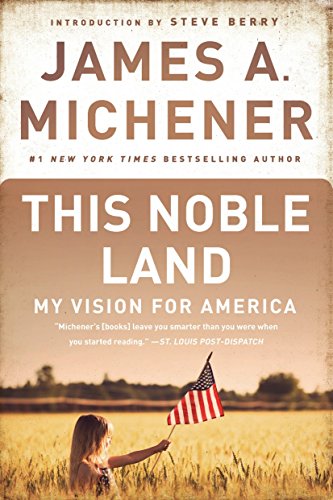 INTRODUCTION BY STEVE BERRY
JAMES A.
MICHENER
#1 NEW YORK TIMES BESTSELLING AUTHOR
THIS NOBLE
LAND
MY VISION FOR AMERICA
"Michener's [books] leave you smarter than you were when
you started reading." —ST. LOUIS POST-DISPATCH